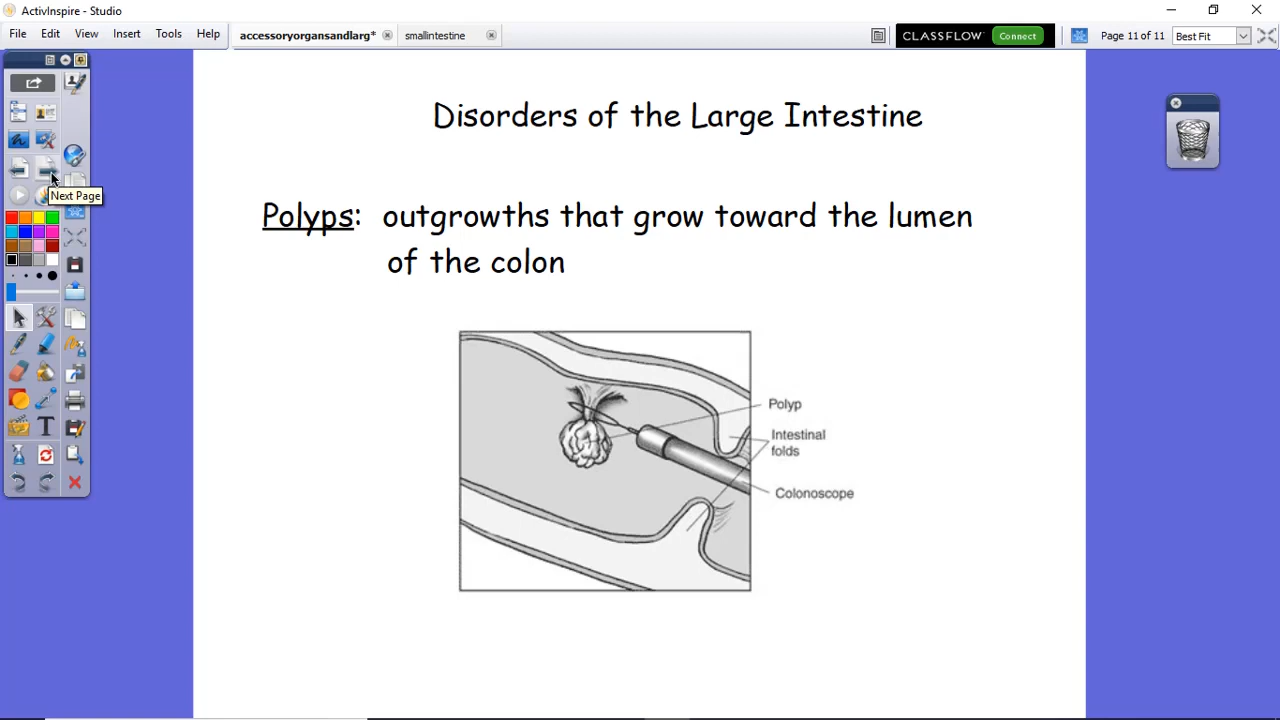 ActivInspire - Studio
File Edit View Insert Tools Help
accessoryorgansandlarg*
smallintestine
CLASSFLOW Connect
Page 11 of 11
Best Fit
Next Page
Disorders of the Large Intestine
Polyps: outgrowths that grow toward the lumen
of the colon
Polyp
Intestinal
folds
Colonoscope